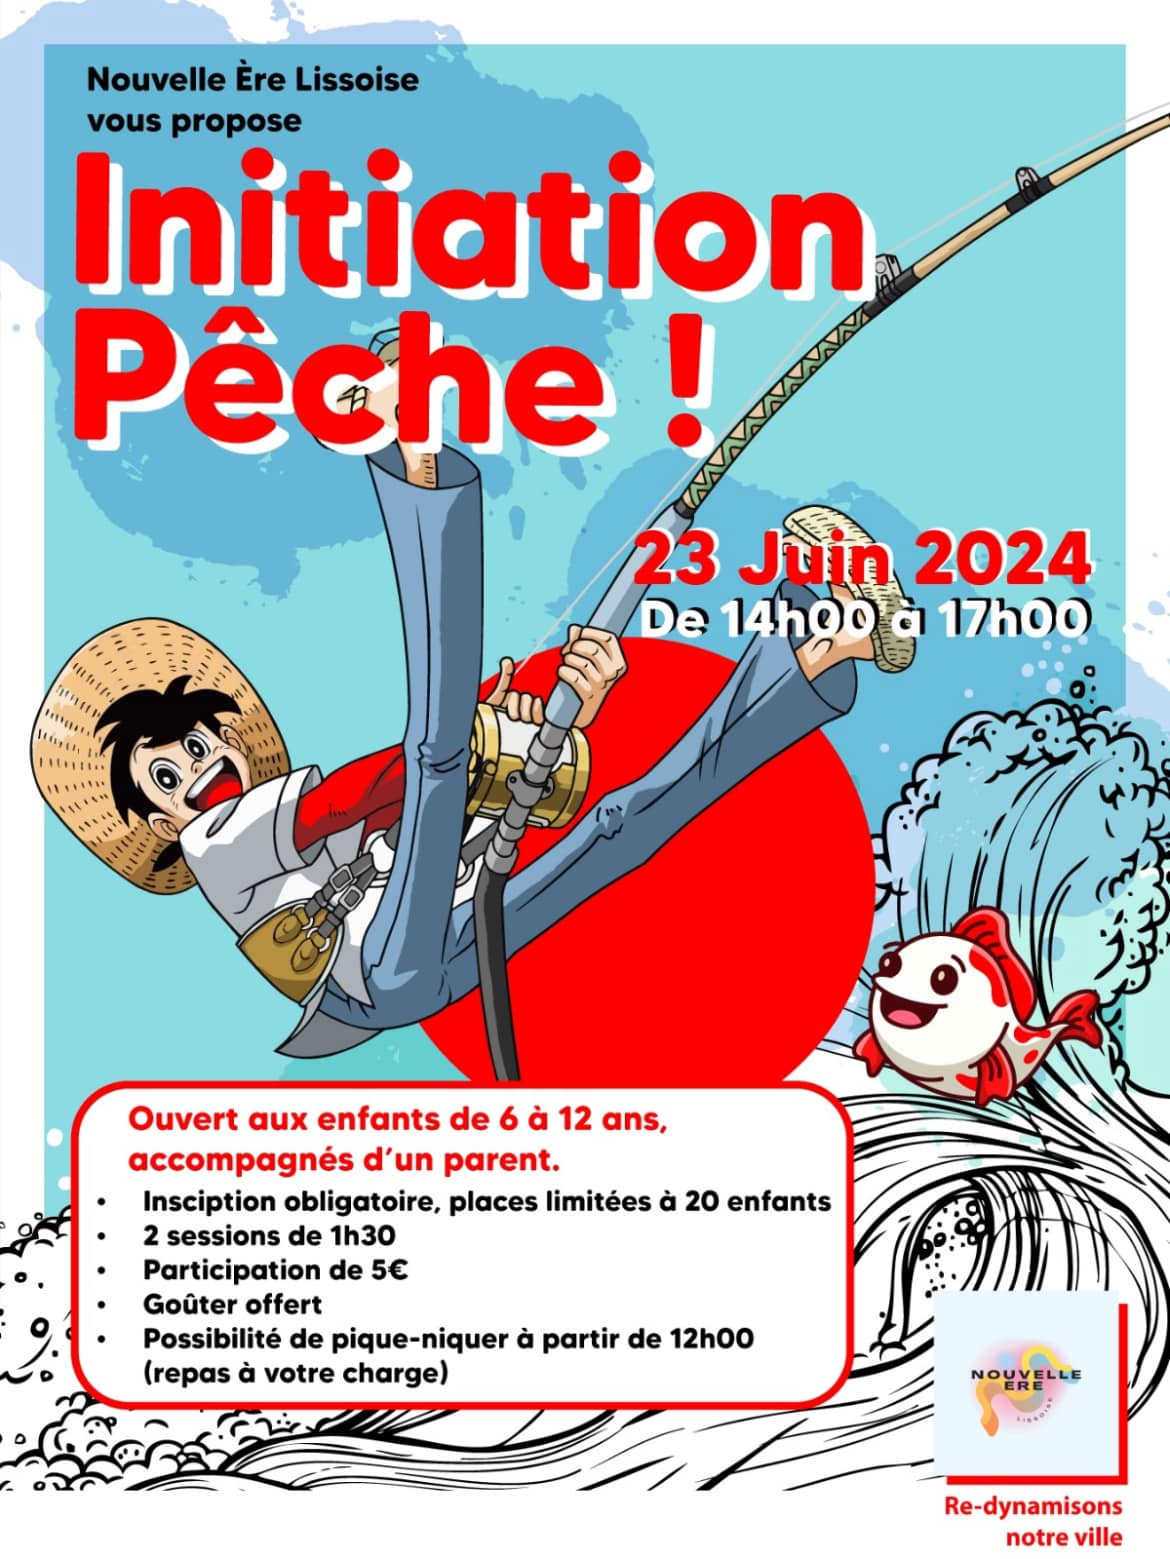 Nouvelle Ère Lissoise
vous propose
Initiation
Pêche !
23 Juin 2024
De 14h00 à 17h00
Ouvert aux enfants de 6 à 12 ans,
accompagnés d’un parent.
• Insciption obligatoire, places limitées à 20 enfants
• 2 sessions de 1h30
• Participation de 5€
• Goûter offert
• Possibilité de pique-niquer à partir de 12h00
(repas à votre charge)
NOUVELLE
ERE
LISSOISE
Re-dynamisons
notre ville